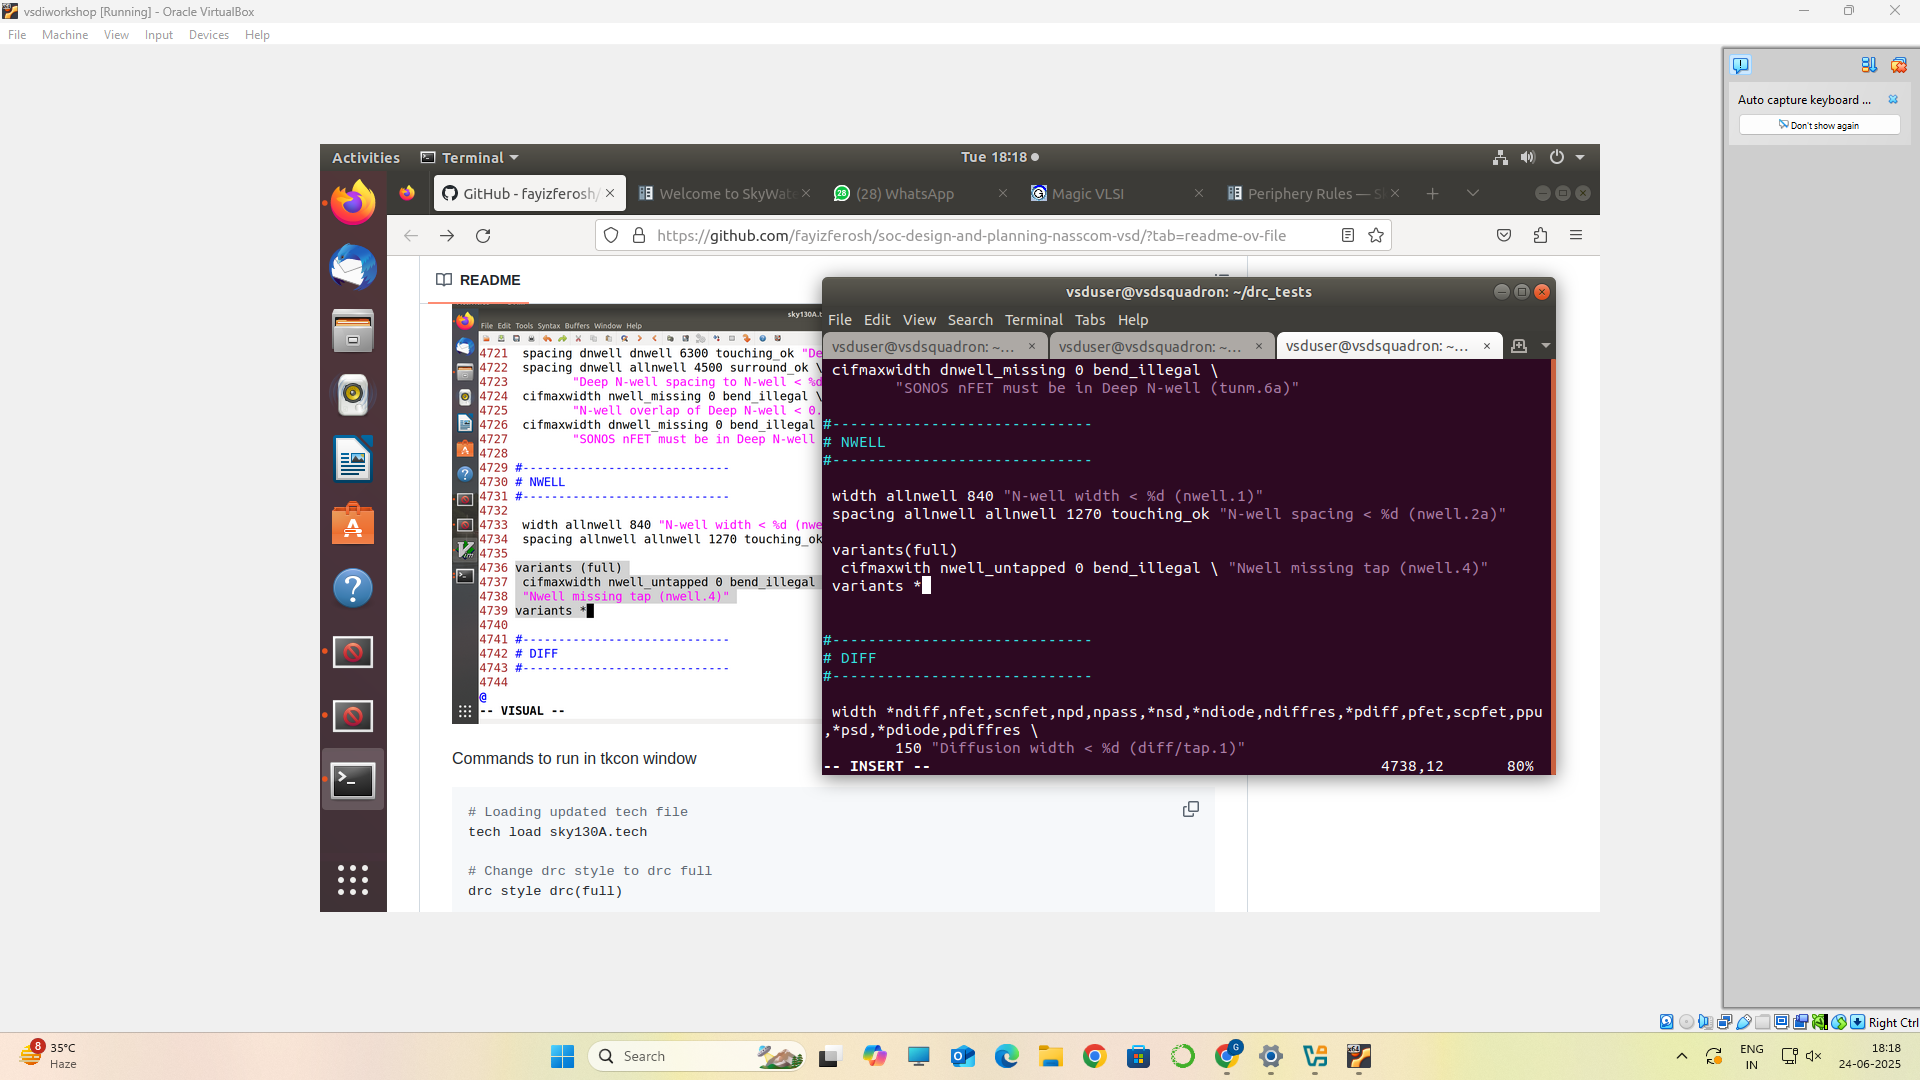 vsdiworkshop [Running] - Oracle VirtualBox
File Machine View Input Devices Help
Auto capture keyboard ...
Don't show again
Activities
Terminal
Tue 18:18
GitHub - fayizferosh/
Welcome to SkyWate
(28) WhatsApp
Magic VLSI
Periphery Rules — S
https://github.com/fayizferosh/soc-design-and-planning-nasscom-vsd/?tab=readme-ov-file
README
sky130A.t
File Edit Tools Syntax Buffers Window Help
4721 spacing dnwell dnwell 6300 touching_ok "De
4722 spacing dnwell allnwell 4500 surround_ok \
4723 "Deep N-well spacing to N-well < %d
4724 cifmaxwidth nwell_missing 0 bend_illegal \
4725 "N-well overlap of Deep N-well < 0.
4726 cifmaxwidth dnwell_missing 0 bend_illegal
4727 "SONOS nFET must be in Deep N-well
4728
4729 #----------------------------
4730 # NWELL
4731 #----------------------------
4732
4733 width allnwell 840 "N-well width < %d (nwe
4734 spacing allnwell allnwell 1270 touching_ok
4735
4736 variants (full)
4737 cifmaxwidth nwell_untapped 0 bend_illegal
4738 "Nwell missing tap (nwell.4)"
4739 variants *
4740
4741 #----------------------------
4742 # DIFF
4743 #----------------------------
4744
@
-- VISUAL --
Commands to run in tkcon window
# Loading updated tech file
tech load sky130A.tech
# Change drc style to drc full
drc style drc(full)
vsduser@vsdsquadron: ~/drc_tests
File Edit View Search Terminal Tabs Help
vsduser@vsdsquadron: ~...
vsduser@vsdsquadron: ~...
vsduser@vsdsquadron: ~...
cifmaxwidth dnwell_missing 0 bend_illegal \
"SONOS nFET must be in Deep N-well (tunm.6a)"
#-----------------------------
# NWELL
#-----------------------------
width allnwell 840 "N-well width < %d (nwell.1)"
spacing allnwell allnwell 1270 touching_ok "N-well spacing < %d (nwell.2a)"
variants(full)
cifmaxwith nwell_untapped 0 bend_illegal \ "Nwell missing tap (nwell.4)"
variants *
#-----------------------------
# DIFF
#-----------------------------
width *ndiff,nfet,scnfet,npd,npass,*nsd,*ndiode,ndiffres,*pdiff,pfet,scpfet,ppu
,*psd,*pdiode,pdiffres \
150 "Diffusion width < %d (diff/tap.1)"
-- INSERT -- 4738,12 80%
Right Ctrl
8
35°C
Haze
Search
ENG
IN
18:18
24-06-2025